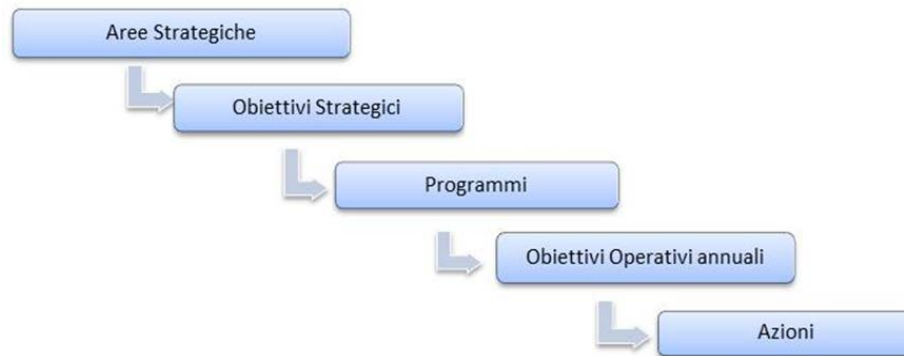 Aree Strategiche
Obiettivi Strategici
Programmi
Obiettivi Operativi annuali
Azioni